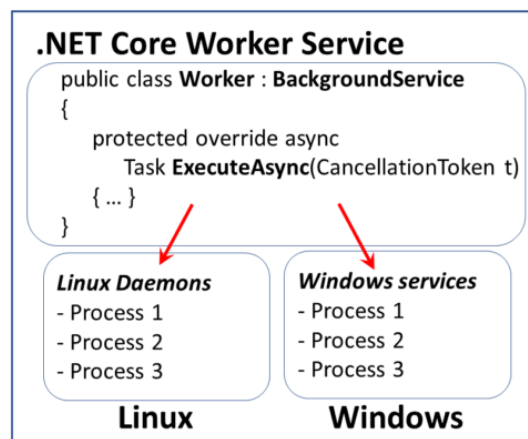 .NET Core Worker Service
public class Worker : BackgroundService
{
protected override async
Task ExecuteAsync(CancellationToken t)
{ ... }
}
Linux Daemons
- Process 1
- Process 2
- Process 3
Windows services
- Process 1
- Process 2
- Process 3
Linux
Windows